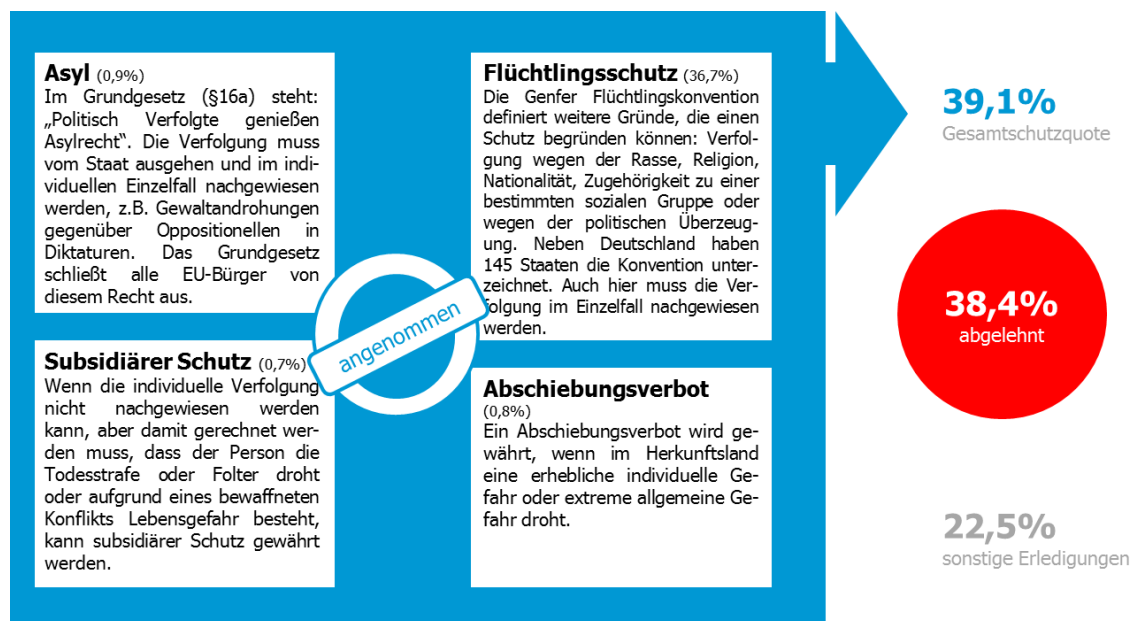 Asyl (0,9%)
Im Grundgesetz (§16a) steht:
„Politisch Verfolgte genießen
Asylrecht“. Die Verfolgung muss
vom Staat ausgehen und im indi-
viduellen Einzelfall nachgewiesen
werden, z.B. Gewaltandrohungen
gegenüber Oppositionellen in
Diktaturen. Das Grundgesetz
schließt alle EU-Bürger von
diesem Recht aus.
Flüchtlingsschutz (36,7%)
Die Genfer Flüchtlingskonvention
definiert weitere Gründe, die einen
Schutz begründen können: Verfol-
gung wegen der Rasse, Religion,
Nationalität, Zugehörigkeit zu einer
bestimmten sozialen Gruppe oder
wegen der politischen Überzeug-
ung. Neben Deutschland haben
145 Staaten die Konvention unter-
zeichnet. Auch hier muss die Ver-
folgung im Einzelfall nachgewiesen
werden.
angenommen
Subsidiärer Schutz (0,7%)
Wenn die individuelle Verfolgung
nicht nachgewiesen werden
kann, aber damit gerechnet wer-
den muss, dass der Person die
Todesstrafe oder Folter droht
oder aufgrund eines bewaffneten
Konflikts Lebensgefahr besteht,
kann subsidiärer Schutz gewährt
werden.
Abschiebungsverbot
(0,8%)
Ein Abschiebungsverbot wird ge-
währt, wenn im Herkunftsland
eine erhebliche individuelle Ge-
fahr oder extreme allgemeine Ge-
fahr droht.
39,1%
Gesamtschutzquote
38,4%
abgelehnt
22,5%
sonstige Erledigungen